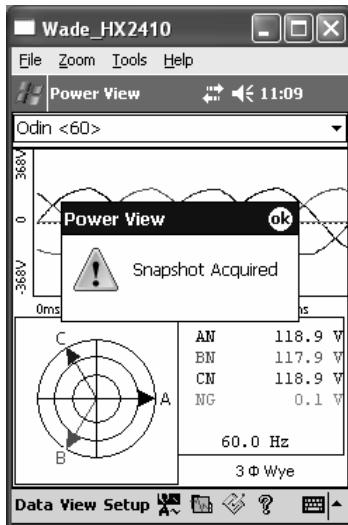 Wade_HX2410
File Zoom Tools Help
Power View 11:09
Odin <60>
368V
0
-368V
Power View ok
Snapshot Acquired
0ms
C
A
B
AN 118.9 V
BN 117.9 V
CN 118.9 V
NG 0.1 V
60.0 Hz
3 Φ Wye
Data View Setup